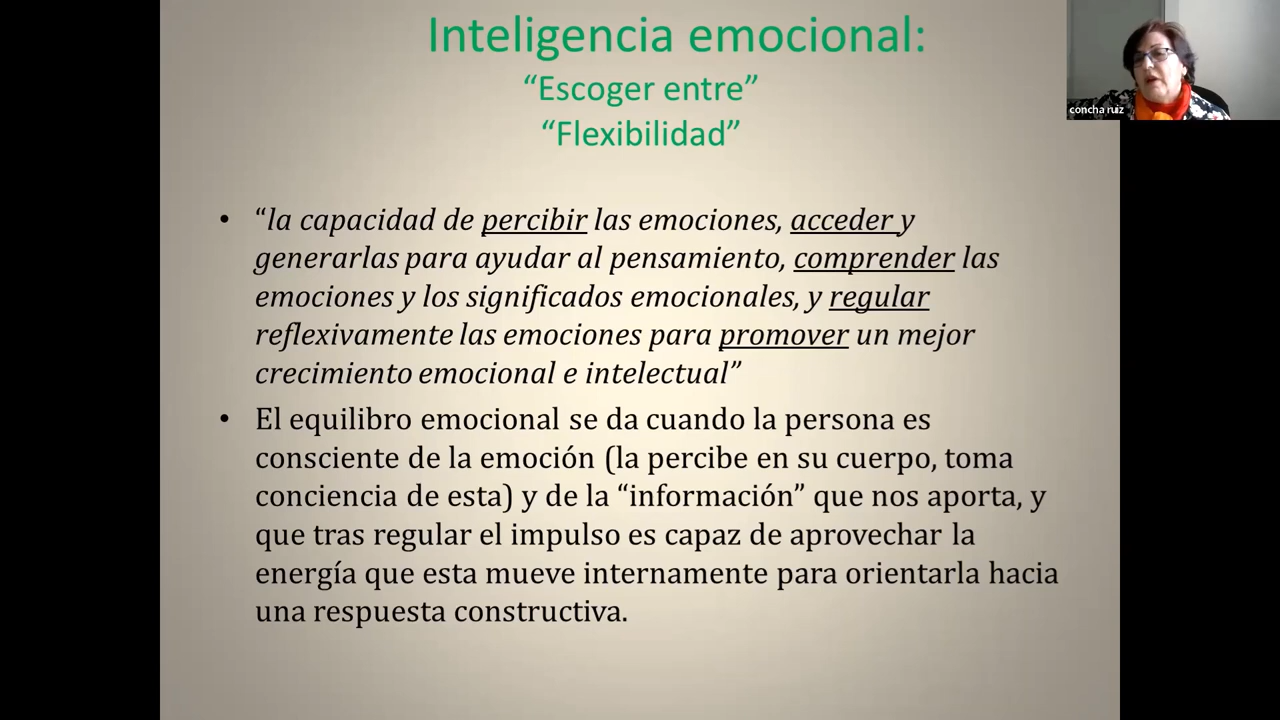 Inteligencia emocional:
“Escoger entre”
“Flexibilidad”
concha ruiz
• “la capacidad de percibir las emociones, acceder y
generarlas para ayudar al pensamiento, comprender las
emociones y los significados emocionales, y regular
reflexivamente las emociones para promover un mejor
crecimiento emocional e intelectual”
• El equilibro emocional se da cuando la persona es
consciente de la emoción (la percibe en su cuerpo, toma
conciencia de esta) y de la “información” que nos aporta, y
que tras regular el impulso es capaz de aprovechar la
energía que esta mueve internamente para orientarla hacia
una respuesta constructiva.